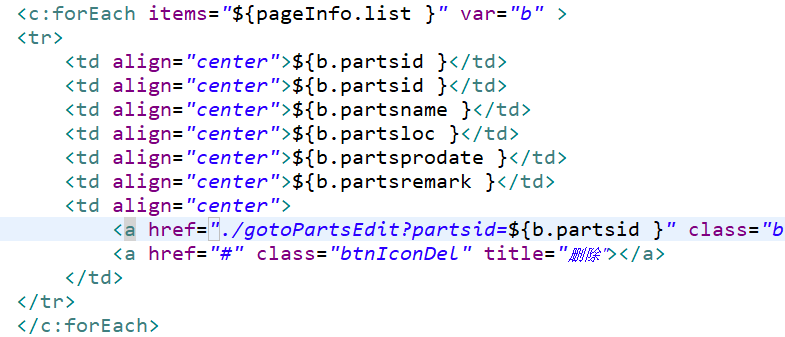 <c:forEach items="${pageInfo.list }" var="b" >
<tr>
<td align="center">${b.partsid }</td>
<td align="center">${b.partsid }</td>
<td align="center">${b.partsname }</td>
<td align="center">${b.partsloc }</td>
<td align="center">${b.partsprodate }</td>
<td align="center">${b.partsremark }</td>
<td align="center">
<a href="./gotoPartsEdit?partsid=${b.partsid }" class="b
<a href="#" class="btnIconDel" title="删除"></a>
</td>
</tr>
</c:forEach>